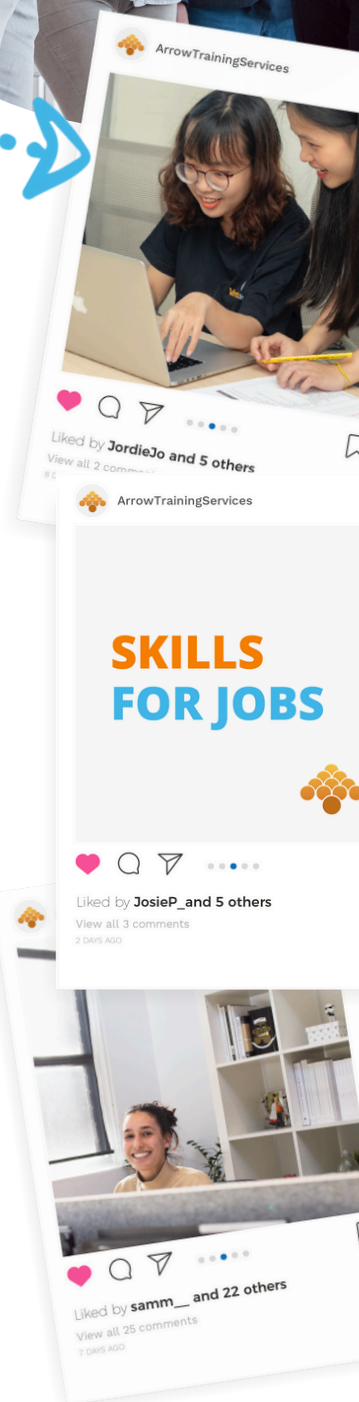 ArrowTrainingServices
Liked by JordieJo and 5 others
View all 2 comm
ArrowTrainingServices
SKILLS
FOR JOBS
Liked by JosieP_and 5 others
View all 3 comments
2 DAYS AGO
Liked by samm__ and 22 others
View all 25 comments
7 DAYS AGO